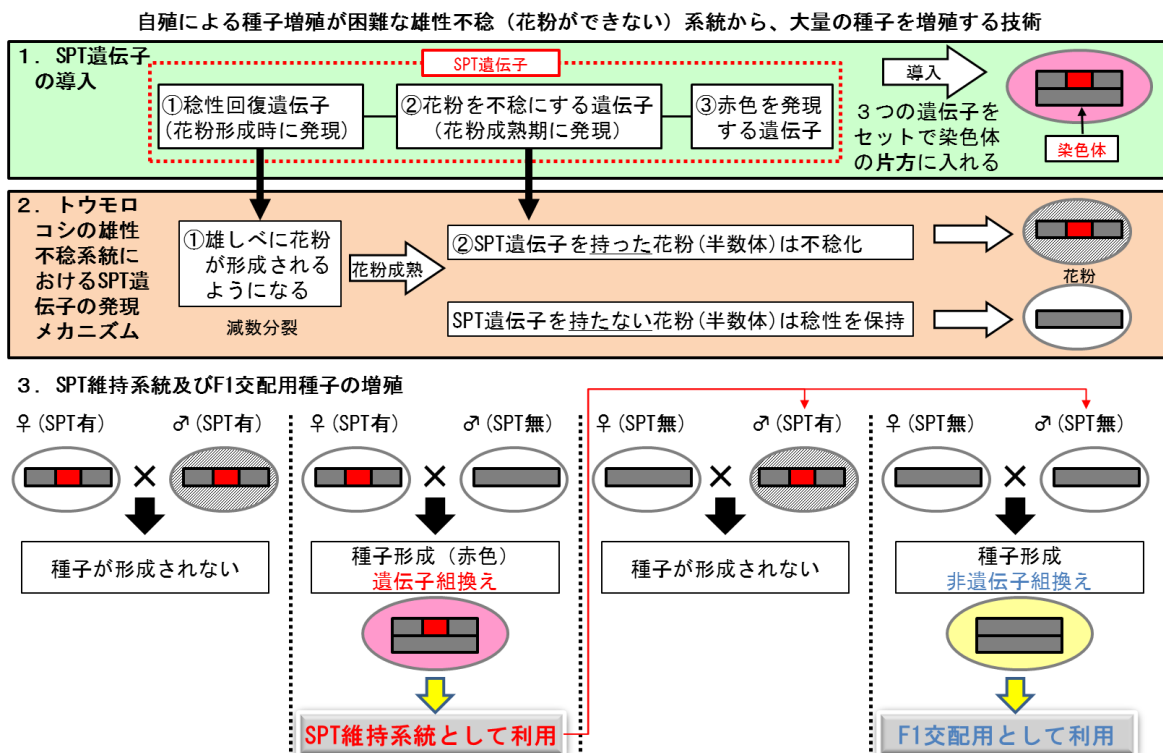 自殖による種子増殖が困難な雄性不稔（花粉ができない）系統から、大量の種子を増殖する技術
１．SPT遺伝子
の導入
SPT遺伝子
①稔性回復遺伝子
(花粉形成時に発現)
②花粉を不稔にする遺伝子
(花粉成熟期に発現)
③赤色を発現
する遺伝子
導入
３つの遺伝子を
セットで染色体
の片方に入れる
染色体
２．トウモロ
コシの雄性
不稔系統に
おけるSPT遺
伝子の発現
メカニズム
①雄しべに花粉
が形成される
ようになる
減数分裂
花粉成熟
②SPT遺伝子を持った花粉(半数体)は不稔化
SPT遺伝子を持たない花粉(半数体)は稔性を保持
花粉
３．SPT維持系統及びF1交配用種子の増殖
♀(SPT有)
♂(SPT有)
×
種子が形成されない
♀(SPT有)
♂(SPT無)
×
種子形成（赤色）
遺伝子組換え
SPT維持系統として利用
♀(SPT無)
♂(SPT有)
×
種子が形成されない
♀(SPT無)
♂(SPT無)
×
種子形成
非遺伝子組換え
F1交配用として利用